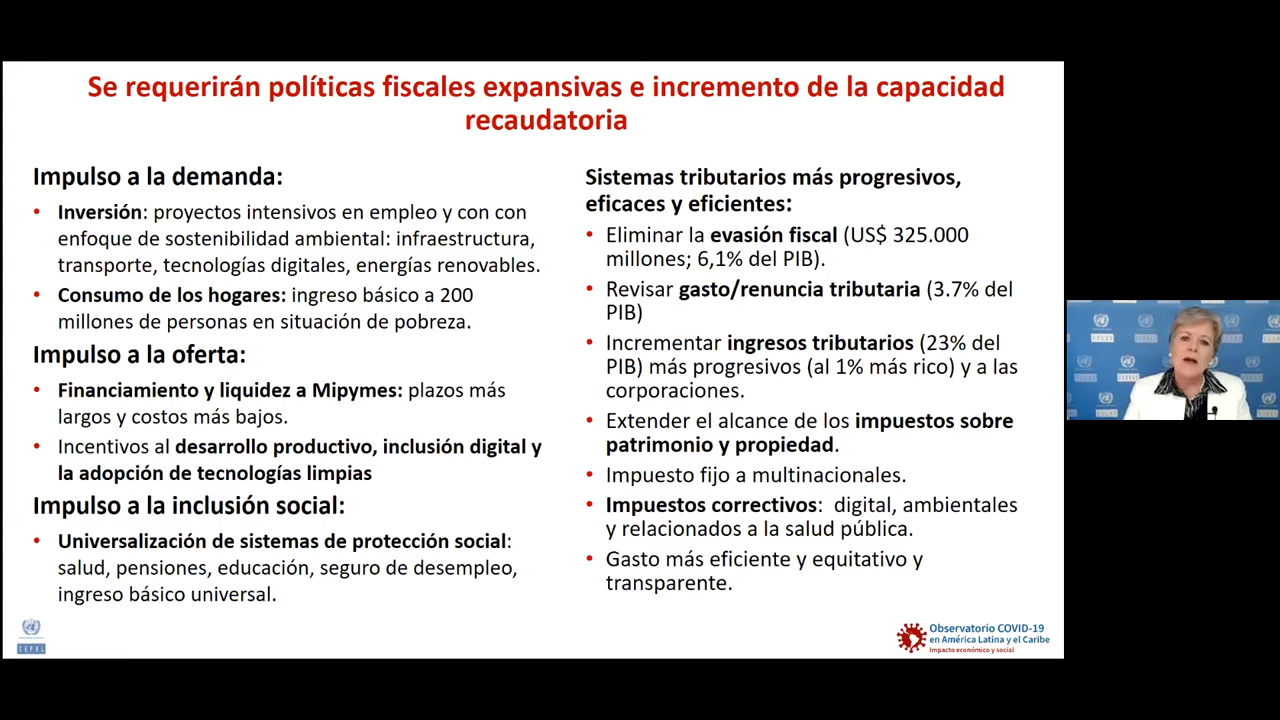 Se requerirán políticas fiscales expansivas e incremento de la capacidad
recaudatoria
Impulso a la demanda:
• Inversión: proyectos intensivos en empleo y con con
enfoque de sostenibilidad ambiental: infraestructura,
transporte, tecnologías digitales, energías renovables.
• Consumo de los hogares: ingreso básico a 200
millones de personas en situación de pobreza.
Impulso a la oferta:
• Financiamiento y liquidez a Mipymes: plazos más
largos y costos más bajos.
• Incentivos al desarrollo productivo, inclusión digital y
la adopción de tecnologías limpias
Impulso a la inclusión social:
• Universalización de sistemas de protección social:
salud, pensiones, educación, seguro de desempleo,
ingreso básico universal.
Sistemas tributarios más progresivos,
eficaces y eficientes:
• Eliminar la evasión fiscal (US$ 325.000
millones; 6,1% del PIB).
• Revisar gasto/renuncia tributaria (3.7% del
PIB)
• Incrementar ingresos tributarios (23% del
PIB) más progresivos (al 1% más rico) y a las
corporaciones.
• Extender el alcance de los impuestos sobre
patrimonio y propiedad.
• Impuesto fijo a multinacionales.
• Impuestos correctivos: digital, ambientales
y relacionados a la salud pública.
• Gasto más eficiente y equitativo y
transparente.
CEPAL
Observatorio COVID-19
en América Latina y el Caribe
Impacto económico y social